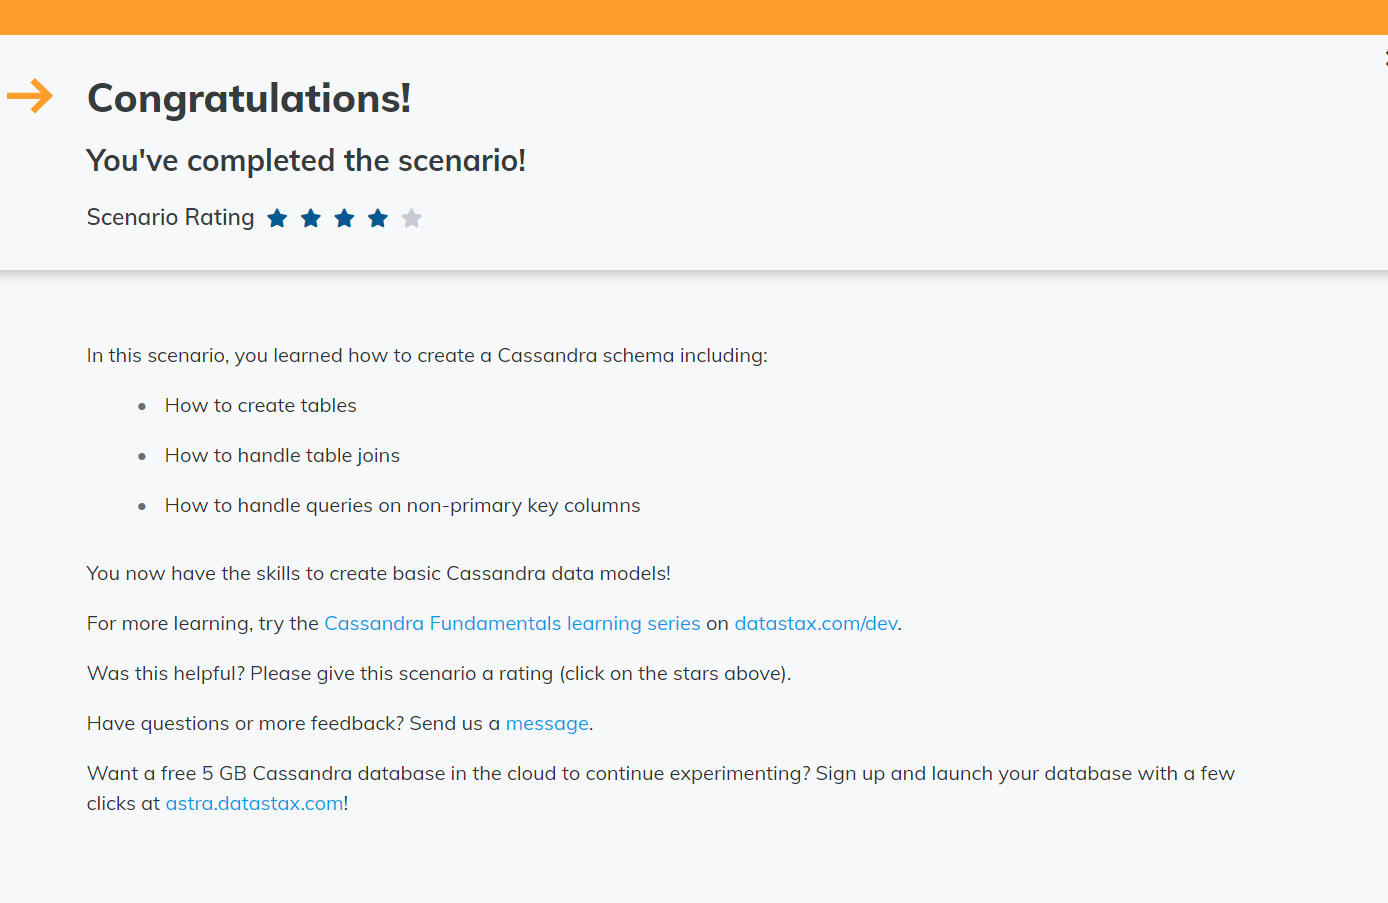 Congratulations!
You've completed the scenario!
Scenario Rating
In this scenario, you learned how to create a Cassandra schema including:
How to create tables
How to handle table joins
How to handle queries on non-primary key columns
You now have the skills to create basic Cassandra data models!
For more learning, try the Cassandra Fundamentals learning series on datastax.com/dev.
Was this helpful? Please give this scenario a rating (click on the stars above).
Have questions or more feedback? Send us a message.
Want a free 5 GB Cassandra database in the cloud to continue experimenting? Sign up and launch your database with a few
clicks at astra.datastax.com!